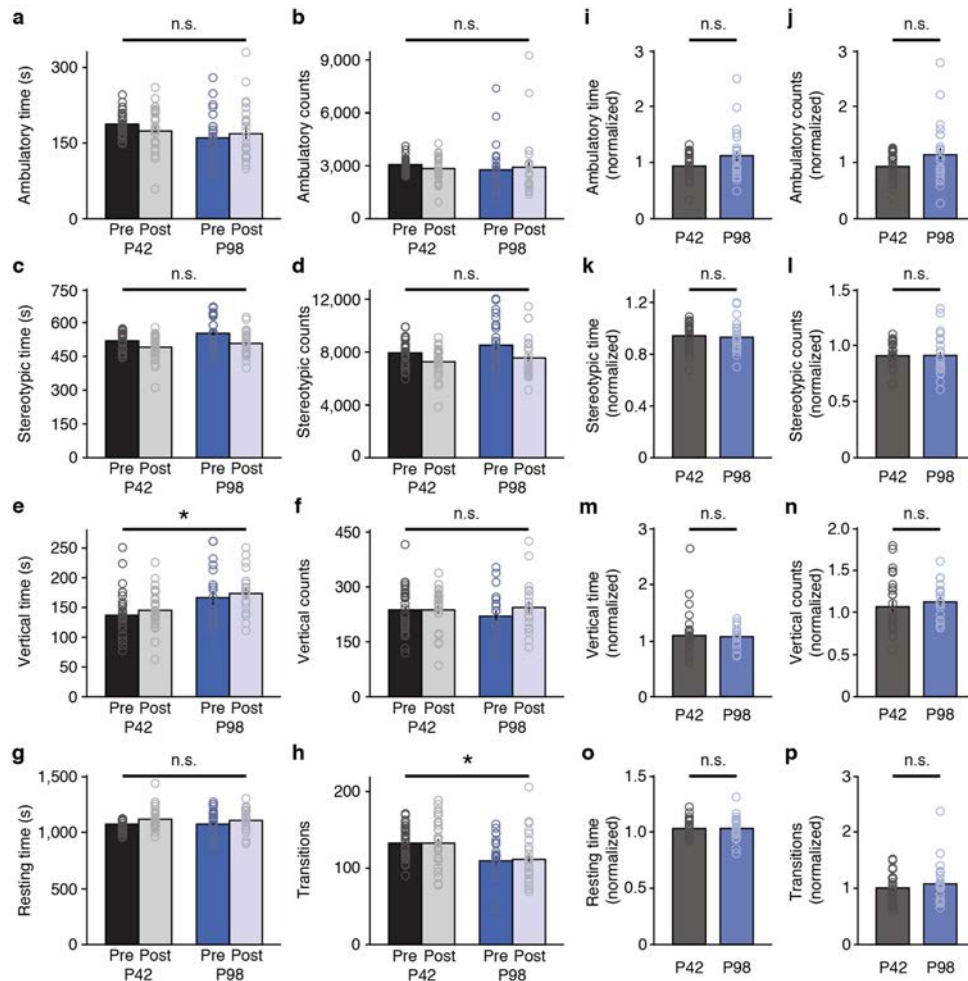 a
n.s.
Ambulatory time (s)
300
150
0
Pre Post Pre Post
P42 P98
b
n.s.
Ambulatory counts
9,000
6,000
3,000
0
Pre Post Pre Post
P42 P98
i
n.s.
Ambulatory time
(normalized)
3
2
1
0
P42 P98
j
n.s.
Ambulatory counts
(normalized)
3
2
1
0
P42 P98
c
n.s.
Stereotypic time (s)
750
600
450
300
150
0
Pre Post Pre Post
P42 P98
d
n.s.
Stereotypic counts
12,000
8,000
4,000
0
Pre Post Pre Post
P42 P98
k
n.s.
Stereotypic time
(normalized)
1.2
0.8
0.4
0
P42 P98
l
n.s.
Stereotypic counts
(normalized)
1.5
1.0
0.5
0
P42 P98
e
*
Vertical time (s)
250
200
150
100
50
0
Pre Post Pre Post
P42 P98
f
n.s.
Vertical counts
450
300
150
0
Pre Post Pre Post
P42 P98
m
n.s.
Vertical time
(normalized)
3
2
1
0
P42 P98
n
n.s.
Vertical counts
(normalized)
2.0
1.5
1.0
0.5
0
P42 P98
g
n.s.
Resting time (s)
1,500
1,000
500
0
Pre Post Pre Post
P42 P98
h
*
Transitions
200
100
0
Pre Post Pre Post
P42 P98
o
n.s.
Resting time
(normalized)
1.5
1.0
0.5
0
P42 P98
p
n.s.
Transitions
(normalized)
3
2
1
0
P42 P98